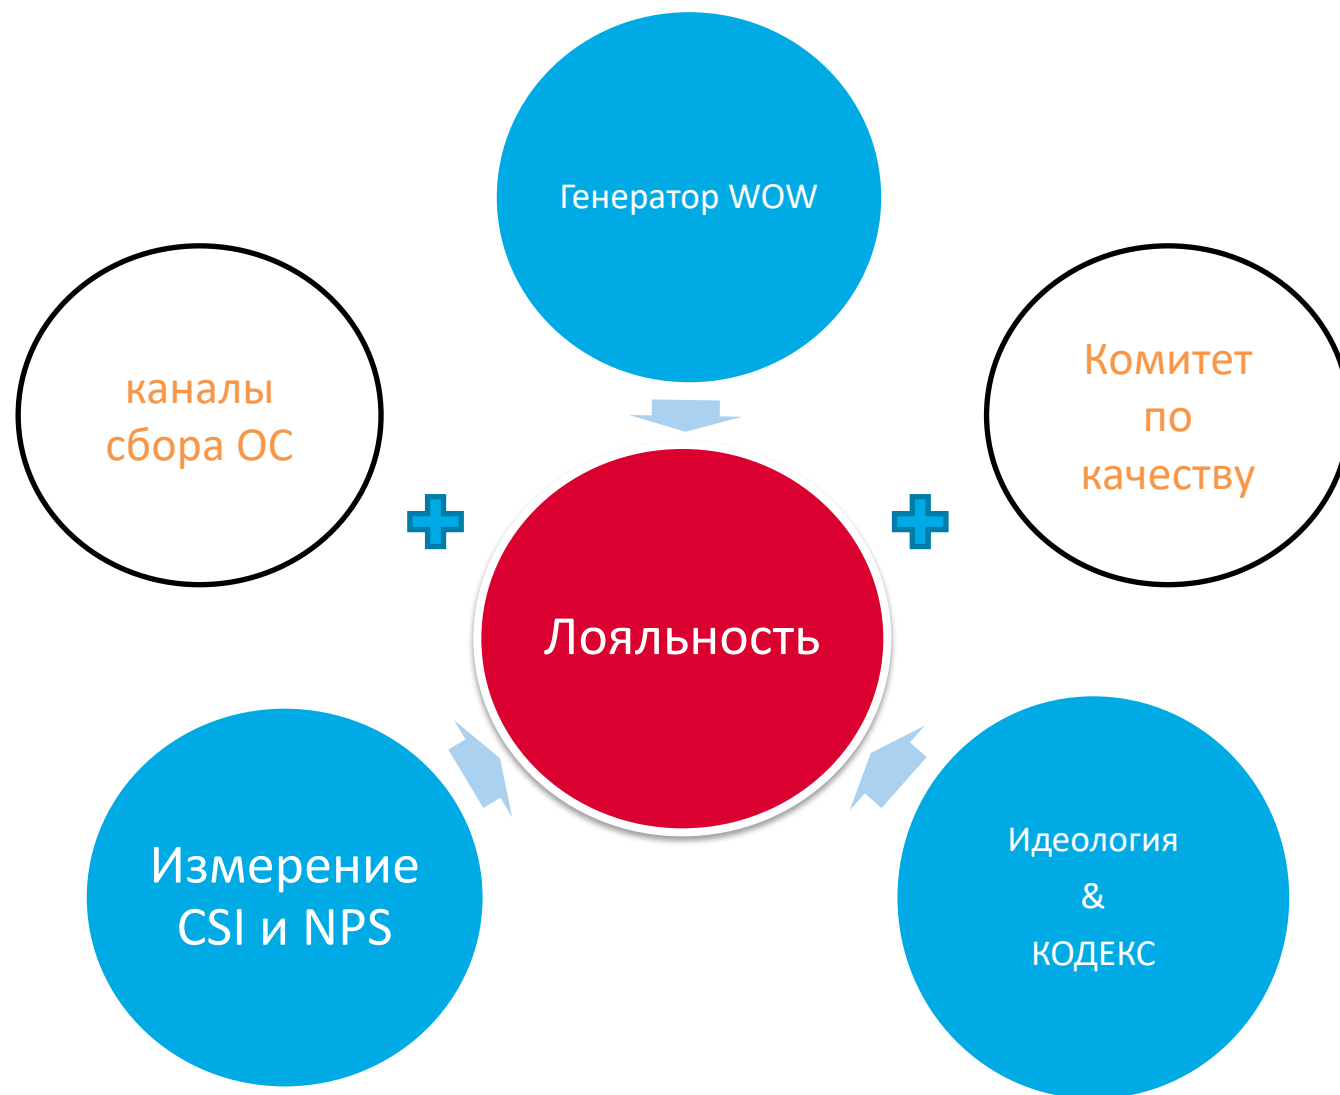 Генератор WOW
каналы
сбора ОС
Комитет
по
качеству
Лояльность
Измерение
CSI и NPS
Идеология
&
КОДЕКС